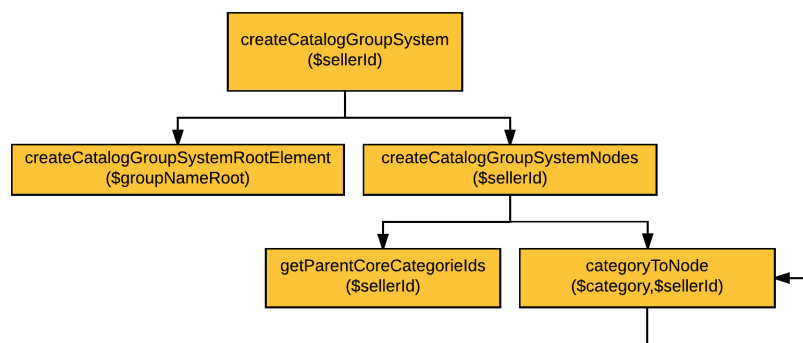 createCatalogGroupSystem
($sellerId)
createCatalogGroupSystemRootElement
($groupNameRoot)
createCatalogGroupSystemNodes
($sellerId)
getParentCoreCategorieIds
($sellerId)
categoryToNode
($category,$sellerId)